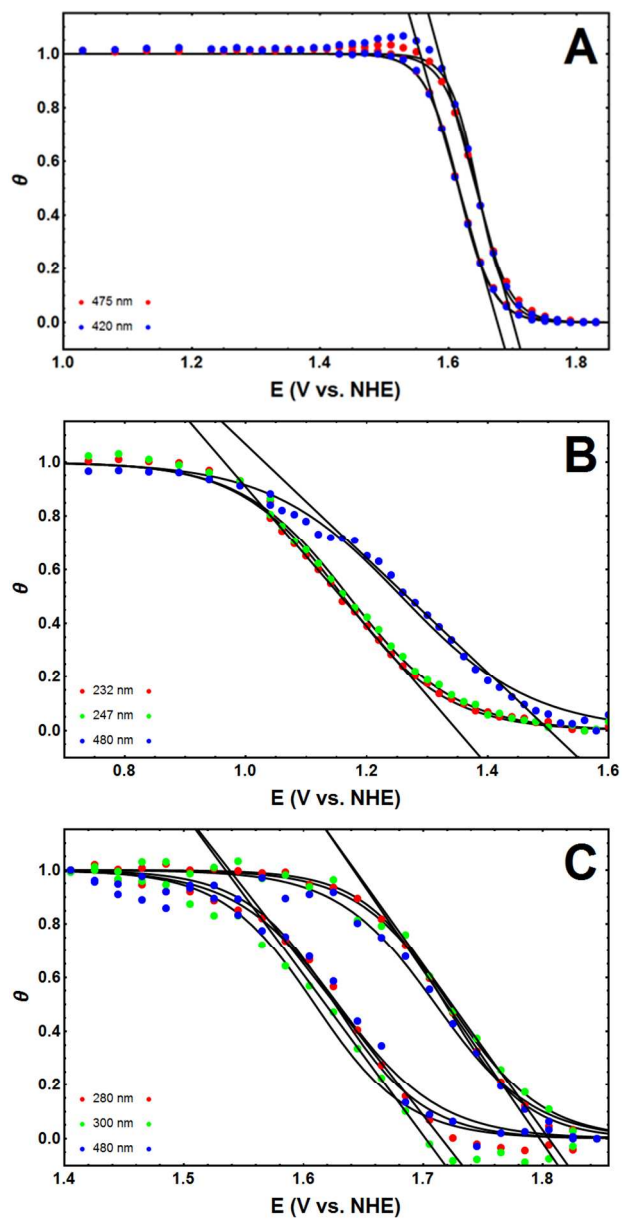 A
1.0
0.8
0.6
θ
0.4
0.2
475 nm
420 nm
0.0
1.0 1.2 1.4 1.6 1.8
E (V vs. NHE)
B
1.0
0.8
0.6
θ
0.4
0.2
232 nm
247 nm
480 nm
0.0
0.8 1.0 1.2 1.4 1.6
E (V vs. NHE)
C
1.0
0.8
0.6
θ
0.4
0.2
280 nm
300 nm
480 nm
0.0
1.4 1.5 1.6 1.7 1.8
E (V vs. NHE)